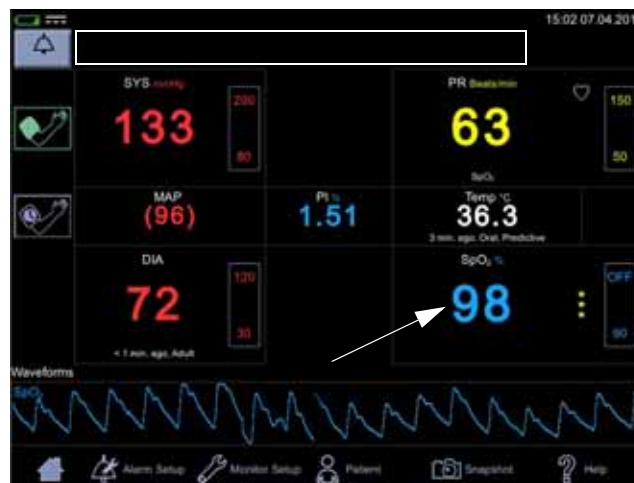 15:02 07.04.201
SYS mmHg
200
133
80
PR Beats/min
150
63
50
SpO₂
MAP
(96)
PI %
1.51
Temp °C
36.3
3 min. ago, Oral, Predictive
DIA
120
72
30
< 1 min. ago, Adult
SpO₂ %
OFF
98
90
Waveforms
SpO₂
Alarm Setup
Monitor Setup
Patient
Snapshot
Help